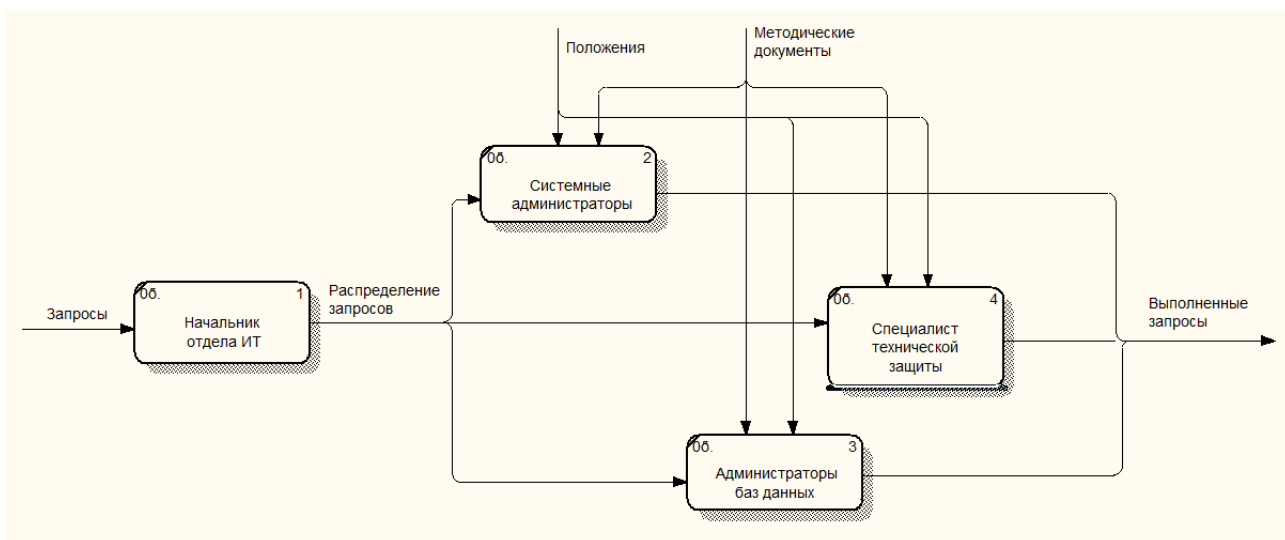 Положения
Методические
документы
0б.
2
Системные
администраторы
Запросы
0б.
1
Начальник
отдела ИТ
Распределение
запросов
0б.
4
Специалист
технической
защиты
Выполненные
запросы
0б.
3
Администраторы
баз данных